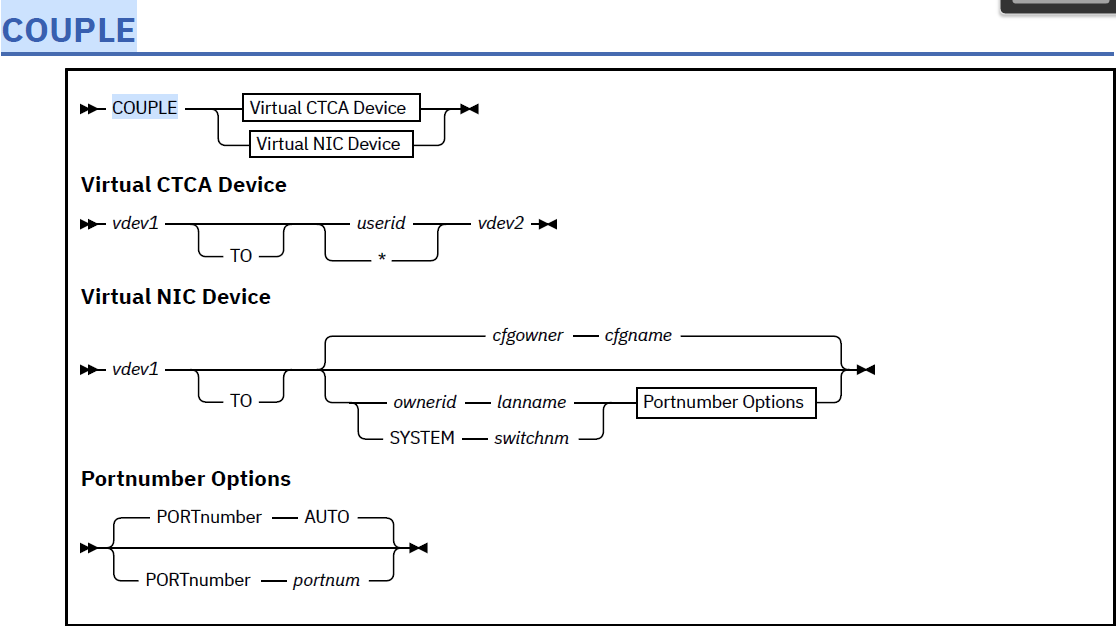 COUPLE
COUPLE Virtual CTCA Device
Virtual NIC Device
Virtual CTCA Device
vdev1 userid vdev2
TO *
Virtual NIC Device
cfgowner cfgname
vdev1
TO ownerid lanname Portnumber Options
SYSTEM switchnm
Portnumber Options
PORTnumber AUTO
PORTnumber portnum